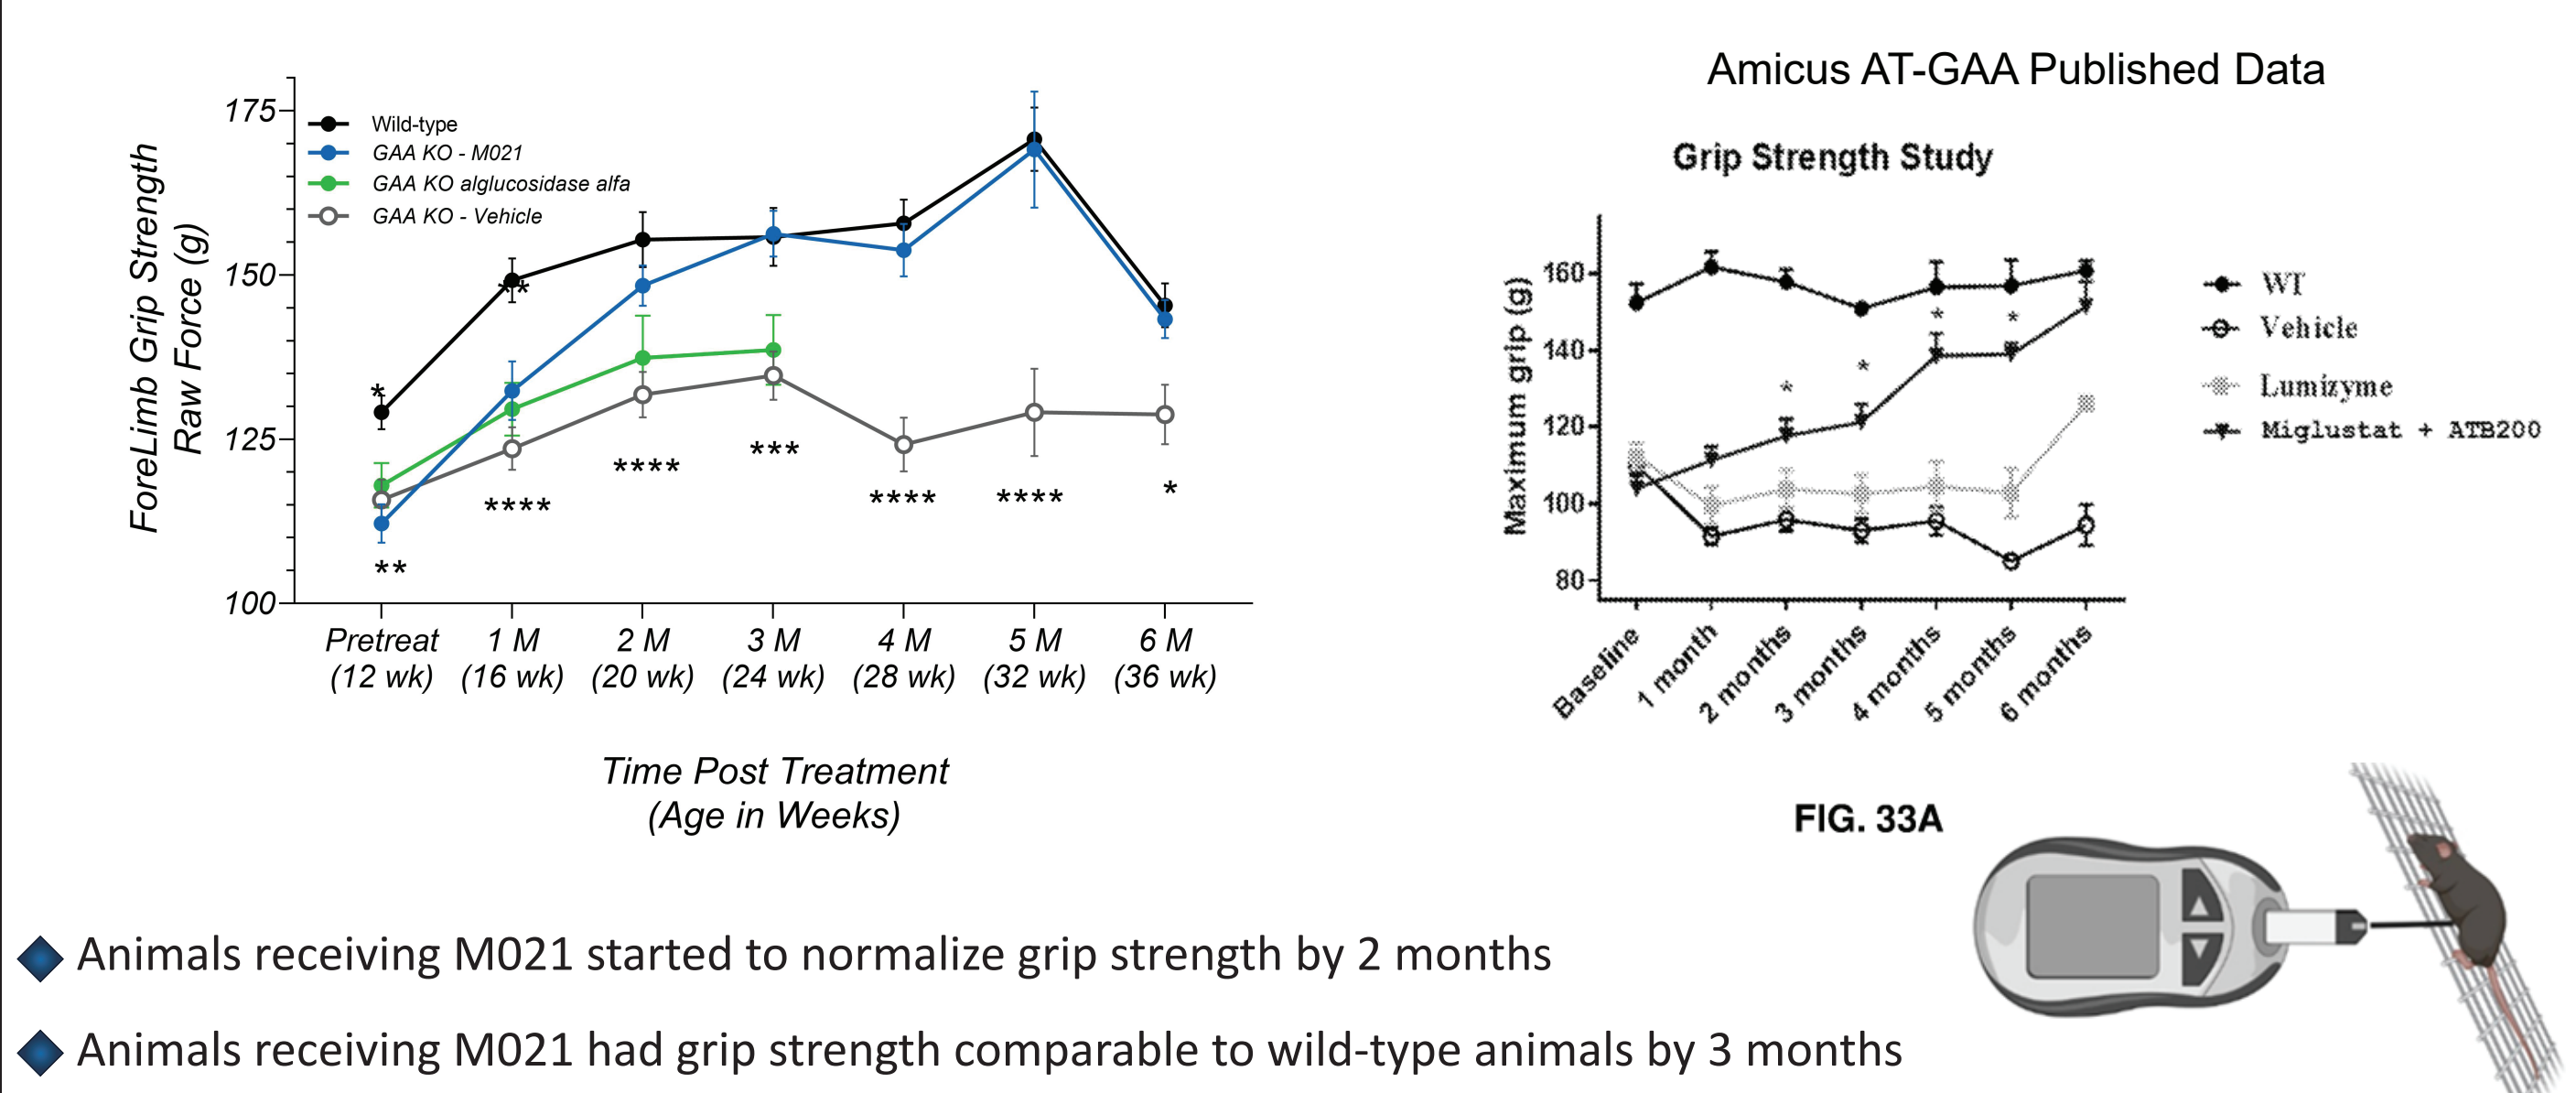 Amicus AT-GAA Published Data
175
150
125
100
ForeLimb Grip Strength
Raw Force (g)
Wild-type
GAA KO - M021
GAA KO alglucosidase alfa
GAA KO - Vehicle
*
**
**
****
****
***
****
****
*
Pretreat
(12 wk)
1 M
(16 wk)
2 M
(20 wk)
3 M
(24 wk)
4 M
(28 wk)
5 M
(32 wk)
6 M
(36 wk)
Time Post Treatment
(Age in Weeks)
Grip Strength Study
Maximum grip (g)
160
140
120
100
80
*
*
*
*
Baseline
1 month
2 months
3 months
4 months
5 months
6 months
WT
Vehicle
Lumizyme
Miglustat + ATB200
FIG. 33A
Animals receiving M021 started to normalize grip strength by 2 months
Animals receiving M021 had grip strength comparable to wild-type animals by 3 months